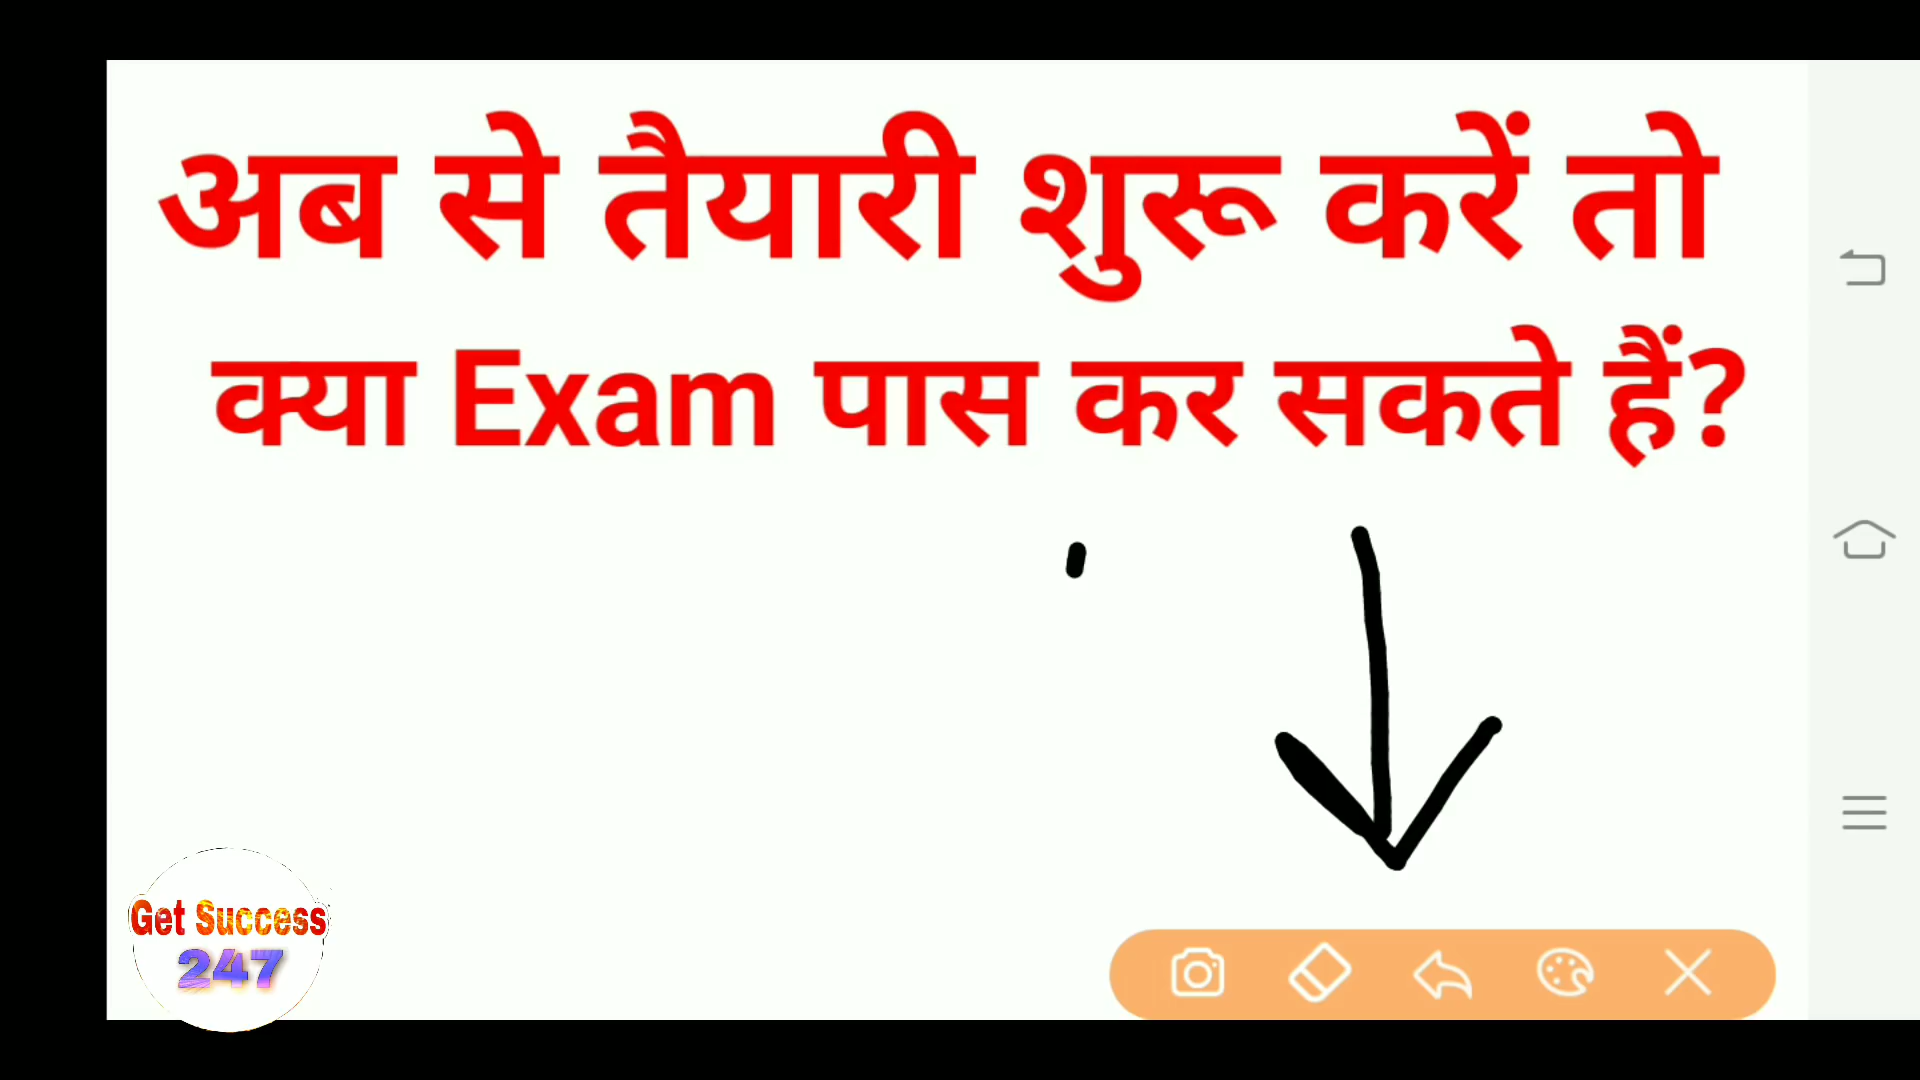 अब से तैयारी शुरू करें तो
क्या Exam पास कर सकते हैं?
Get Success
247